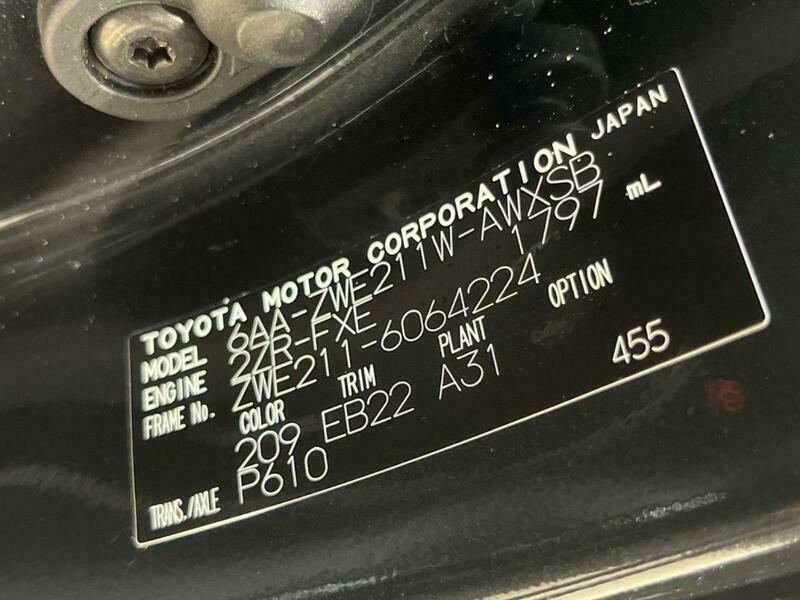 TOYOTA MOTOR CORPORATION JAPAN
MODEL 6AA-ZWE211W-AWXSB
ENGINE 2ZR-FXE 1797 mL
FRAME No. ZWE211-6064224
COLOR TRIM PLANT OPTION
209 EB22 A31 455
TRANS./AXLE P610